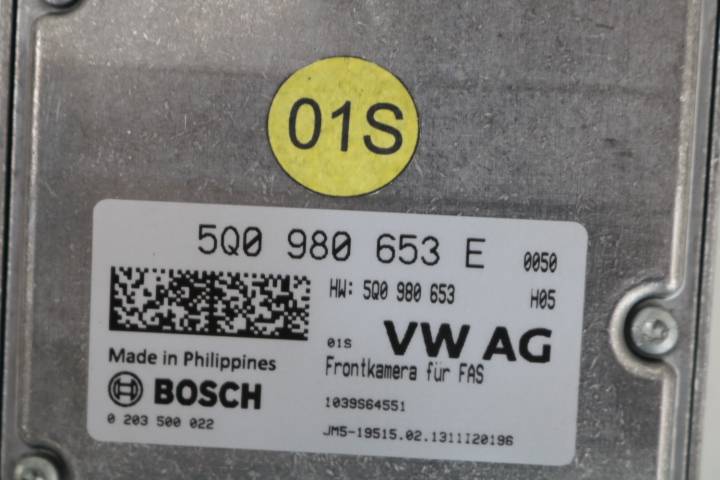 01S
5Q0 980 653 E 0050
HW: 5Q0 980 653 H05
01S VW AG
Made in Philippines
Frontkamera für FAS
BOSCH
1039S64551
0 203 500 022
JM5-19515.02.1311I20196